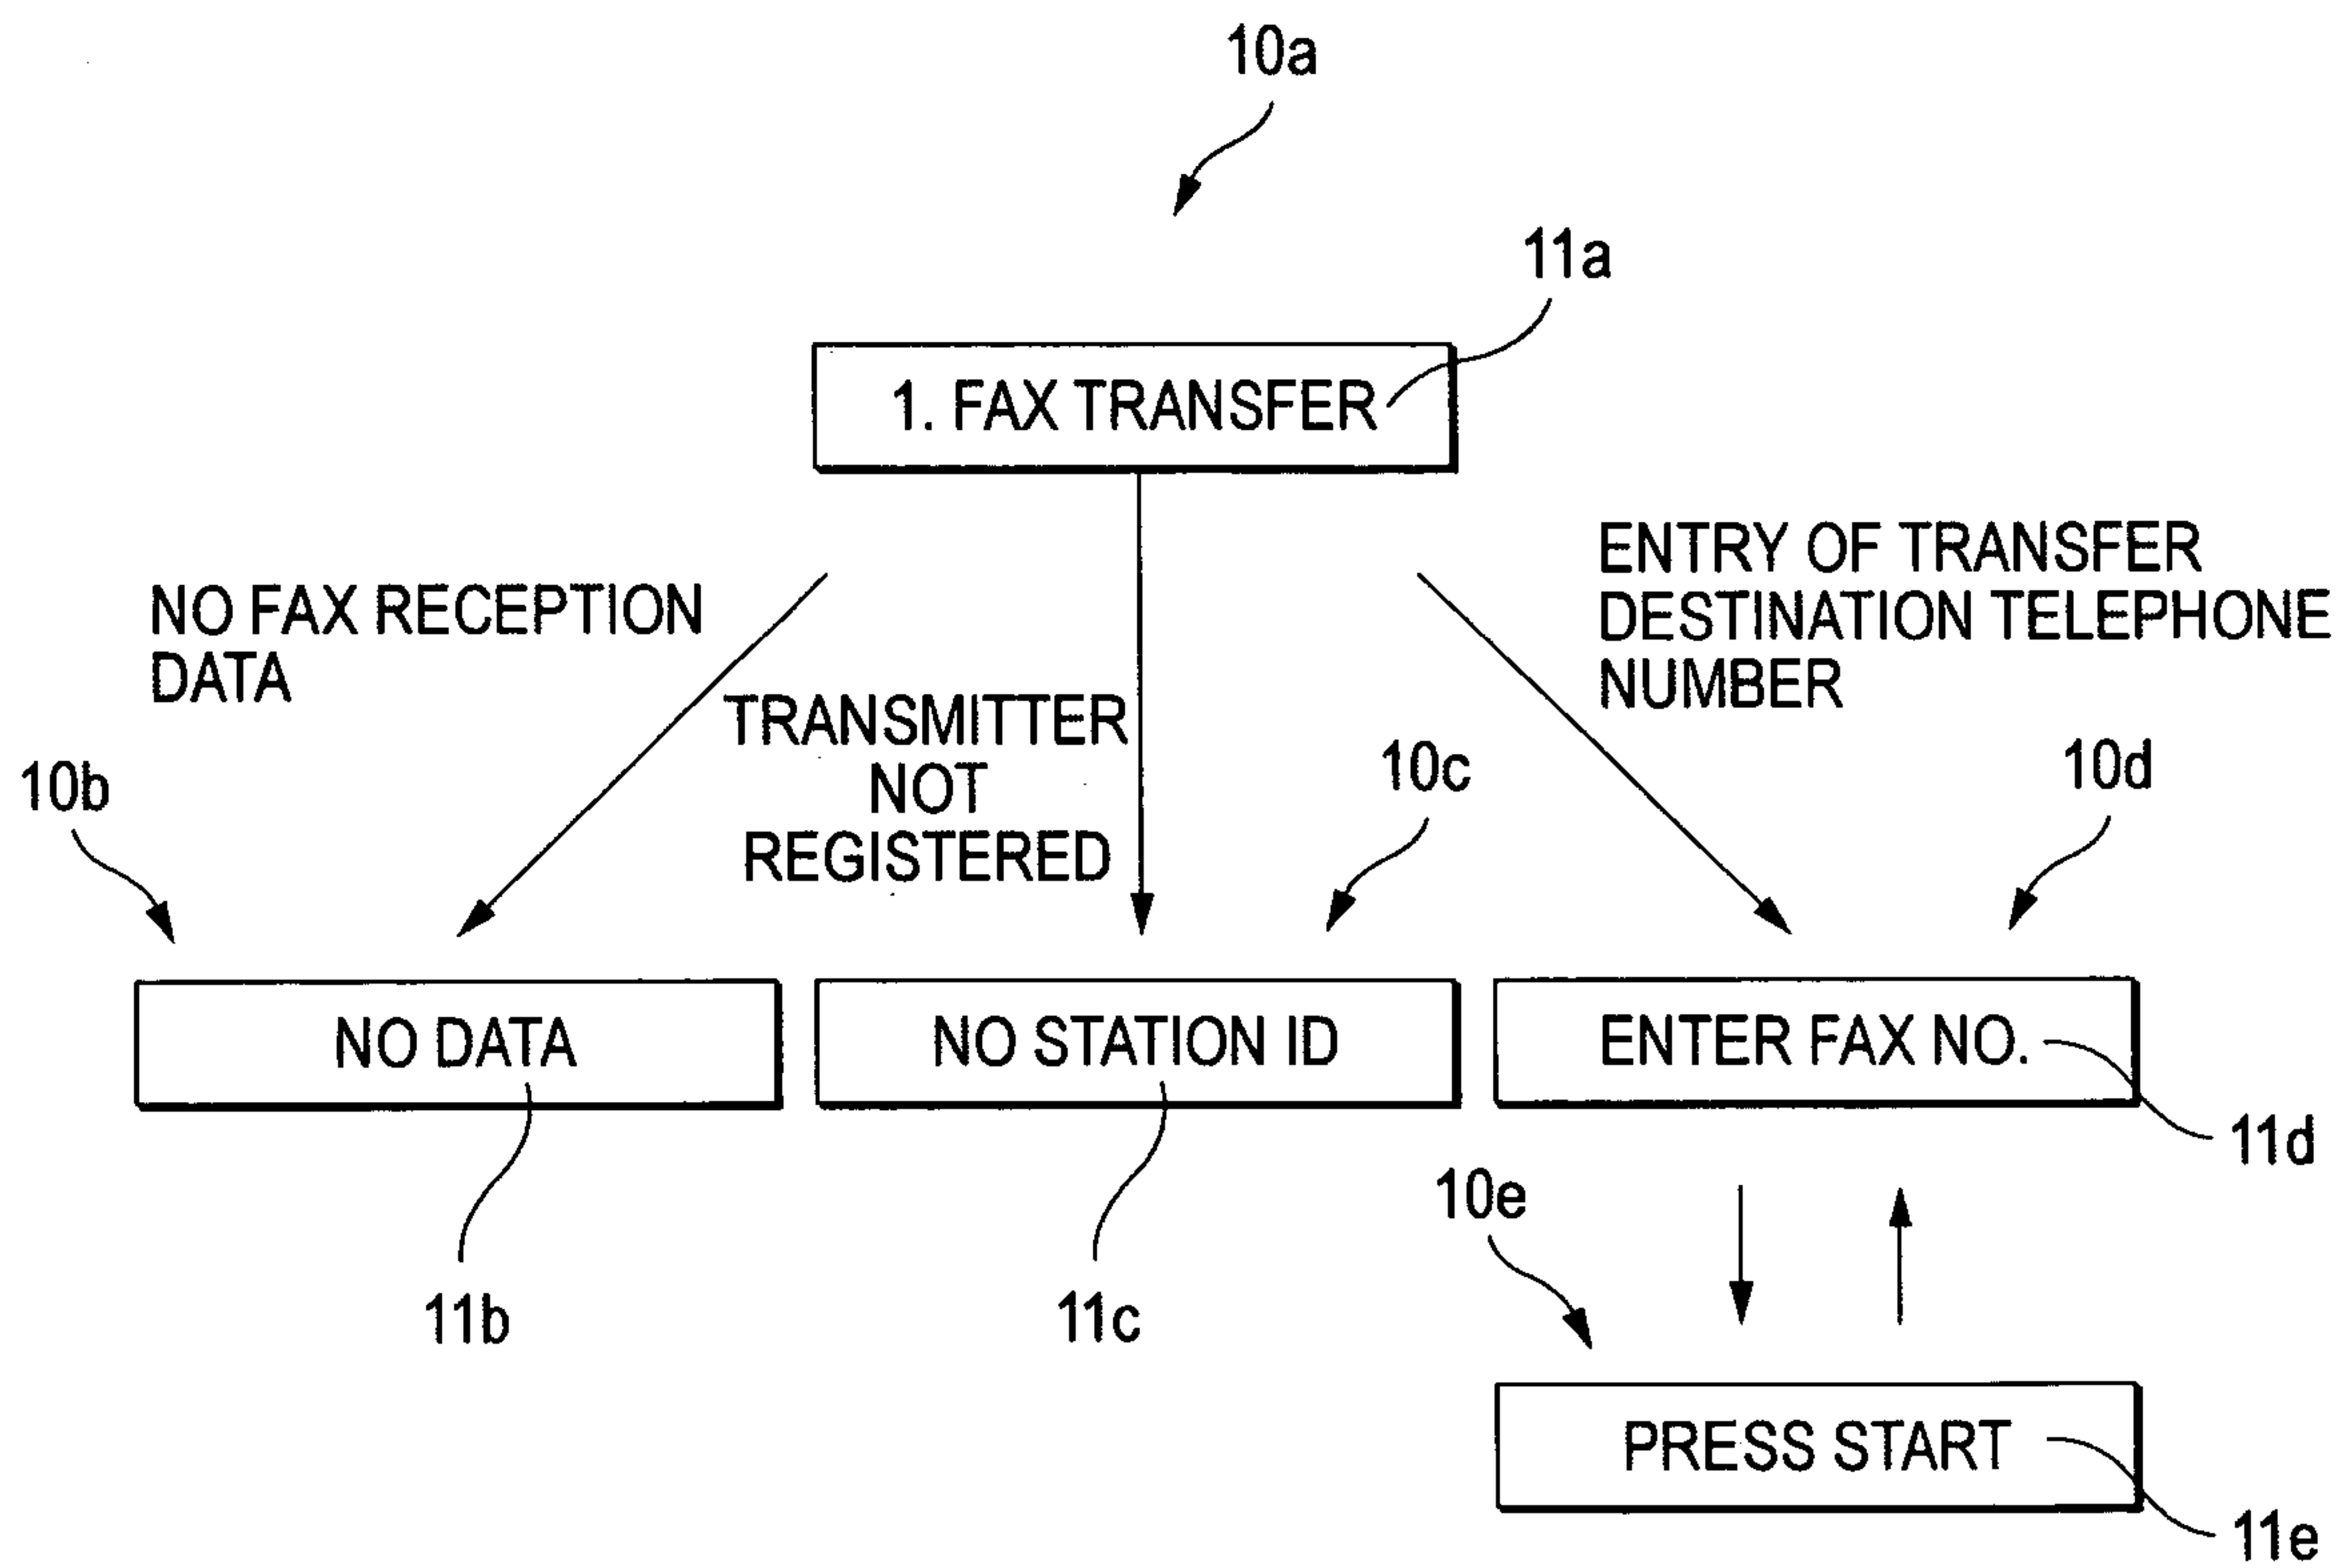 10a
11a
1. FAX TRANSFER
NO FAX RECEPTION
DATA
TRANSMITTER
NOT
REGISTERED
ENTRY OF TRANSFER
DESTINATION TELEPHONE
NUMBER
10b
10c
10d
NO DATA
NO STATION ID
ENTER FAX NO.
11b
11c
11d
10e
PRESS START
11e